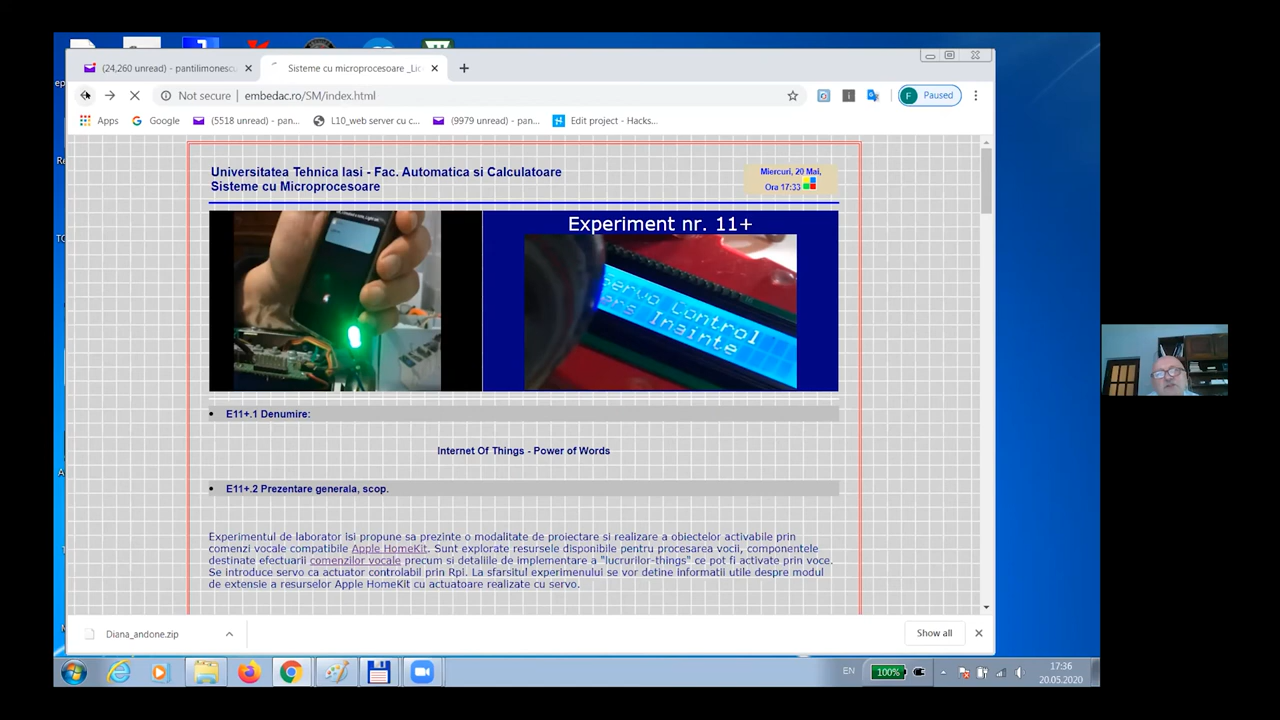 (24,260 unread) - pantilimonescu
Sisteme cu microprocesoare _Lic
Not secure | embedac.ro/SM/index.html
Paused
Apps
Google
(5518 unread) - pan...
L10_web server cu c...
(9979 unread) - pan...
Edit project - Hacks...
Universitatea Tehnica Iasi - Fac. Automatica si Calculatoare
Sisteme cu Microprocesoare
Miercuri, 20 Mai,
Ora 17:33
Experiment nr. 11+
Servo Control
ers Inainte
E11+.1 Denumire:
Internet Of Things - Power of Words
E11+.2 Prezentare generala, scop.
Experimentul de laborator isi propune sa prezinte o modalitate de proiectare si realizare a obiectelor activabile prin
comenzi vocale compatibile Apple HomeKit. Sunt explorate resursele disponibile pentru procesarea vocii, componentele
destinate efectuarii comenzilor vocale precum si detaliile de implementare a "lucrurilor-things" ce pot fi activate prin voce.
Se introduce servo ca actuator controlabil prin Rpi. La sfarsitul experimenului se vor detine informatii utile despre modul
de extensie a resurselor Apple HomeKit cu actuatoare realizate cu servo.
Diana_andone.zip
Show all
EN
100%
17:36
20.05.2020